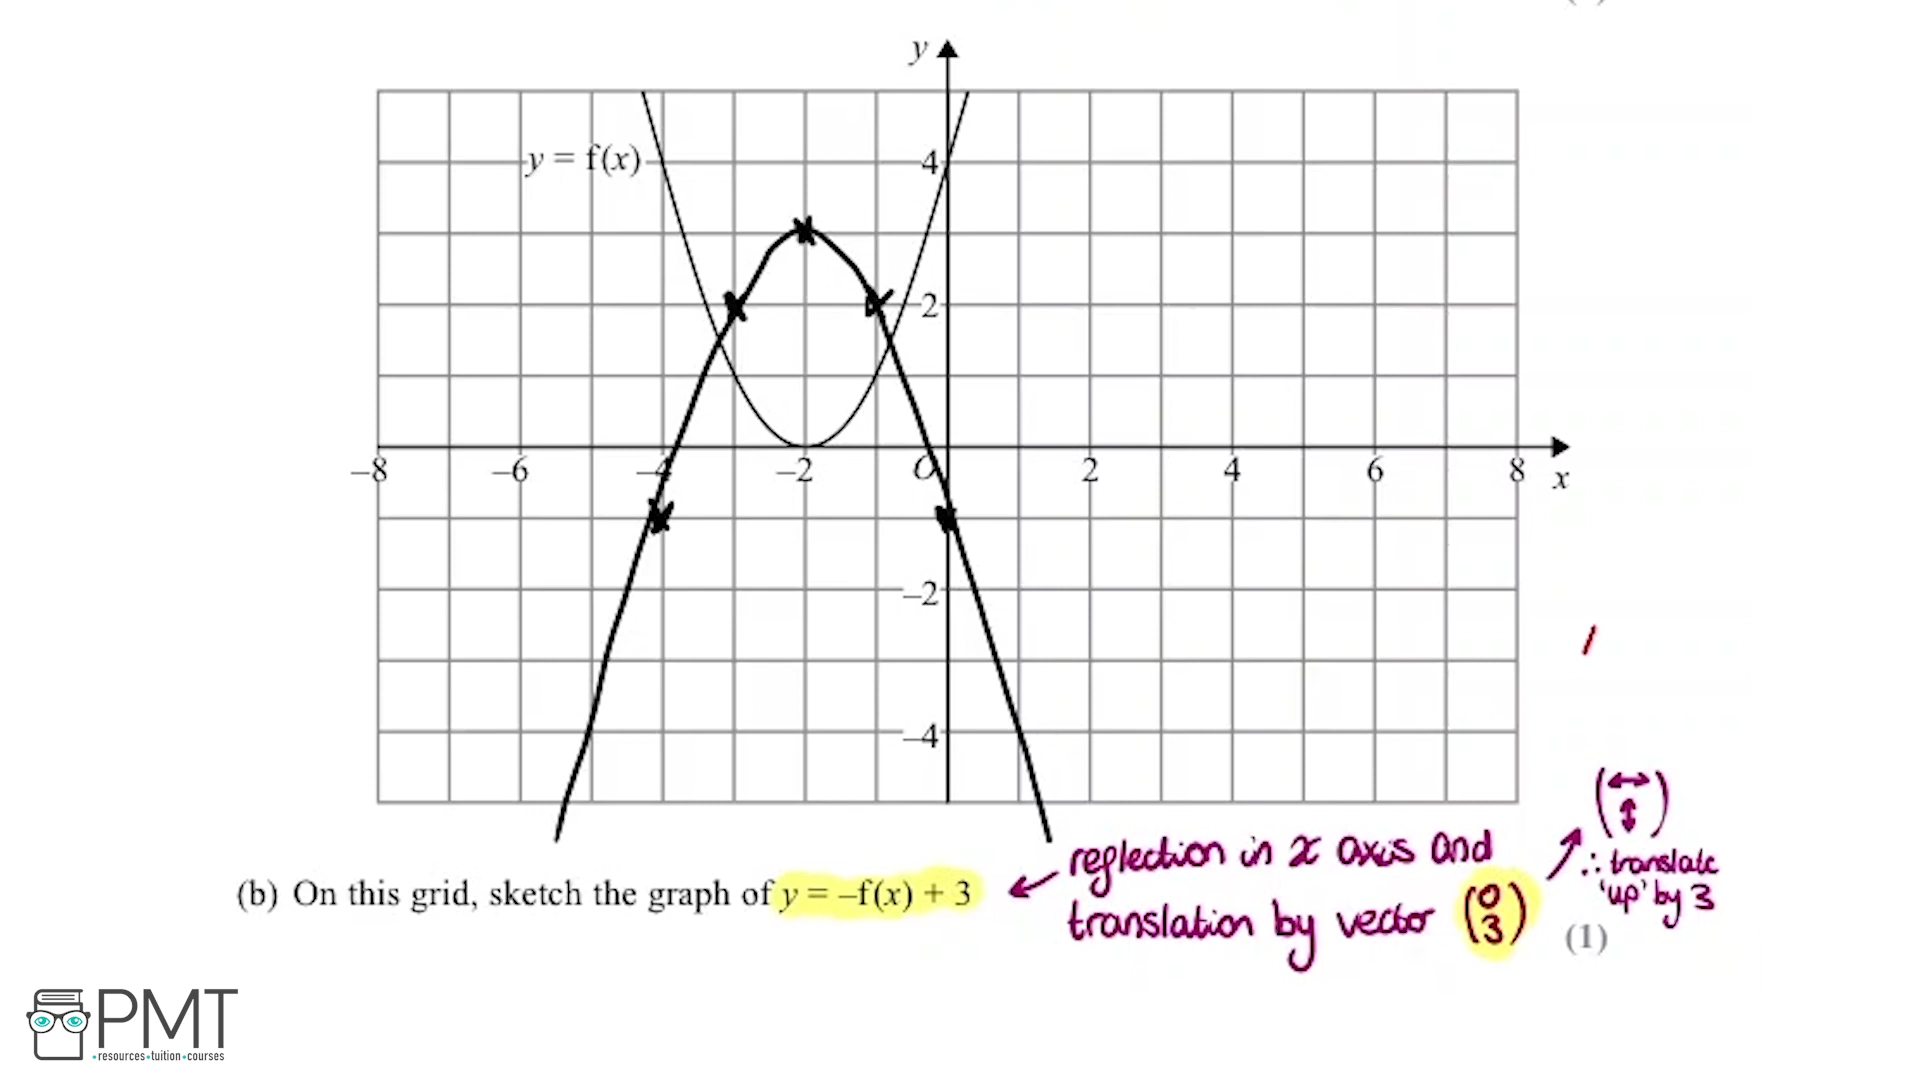 y
y = f(x)
4
2
–8 –6 –4 –2 O 2 4 6 8 x
–2
–4
(b) On this grid, sketch the graph of y = –f(x) + 3
reflection in x axis and
translation by vector (0 3)
∴ translate
'up' by 3
(1)
PMT
•resources•tuition•courses